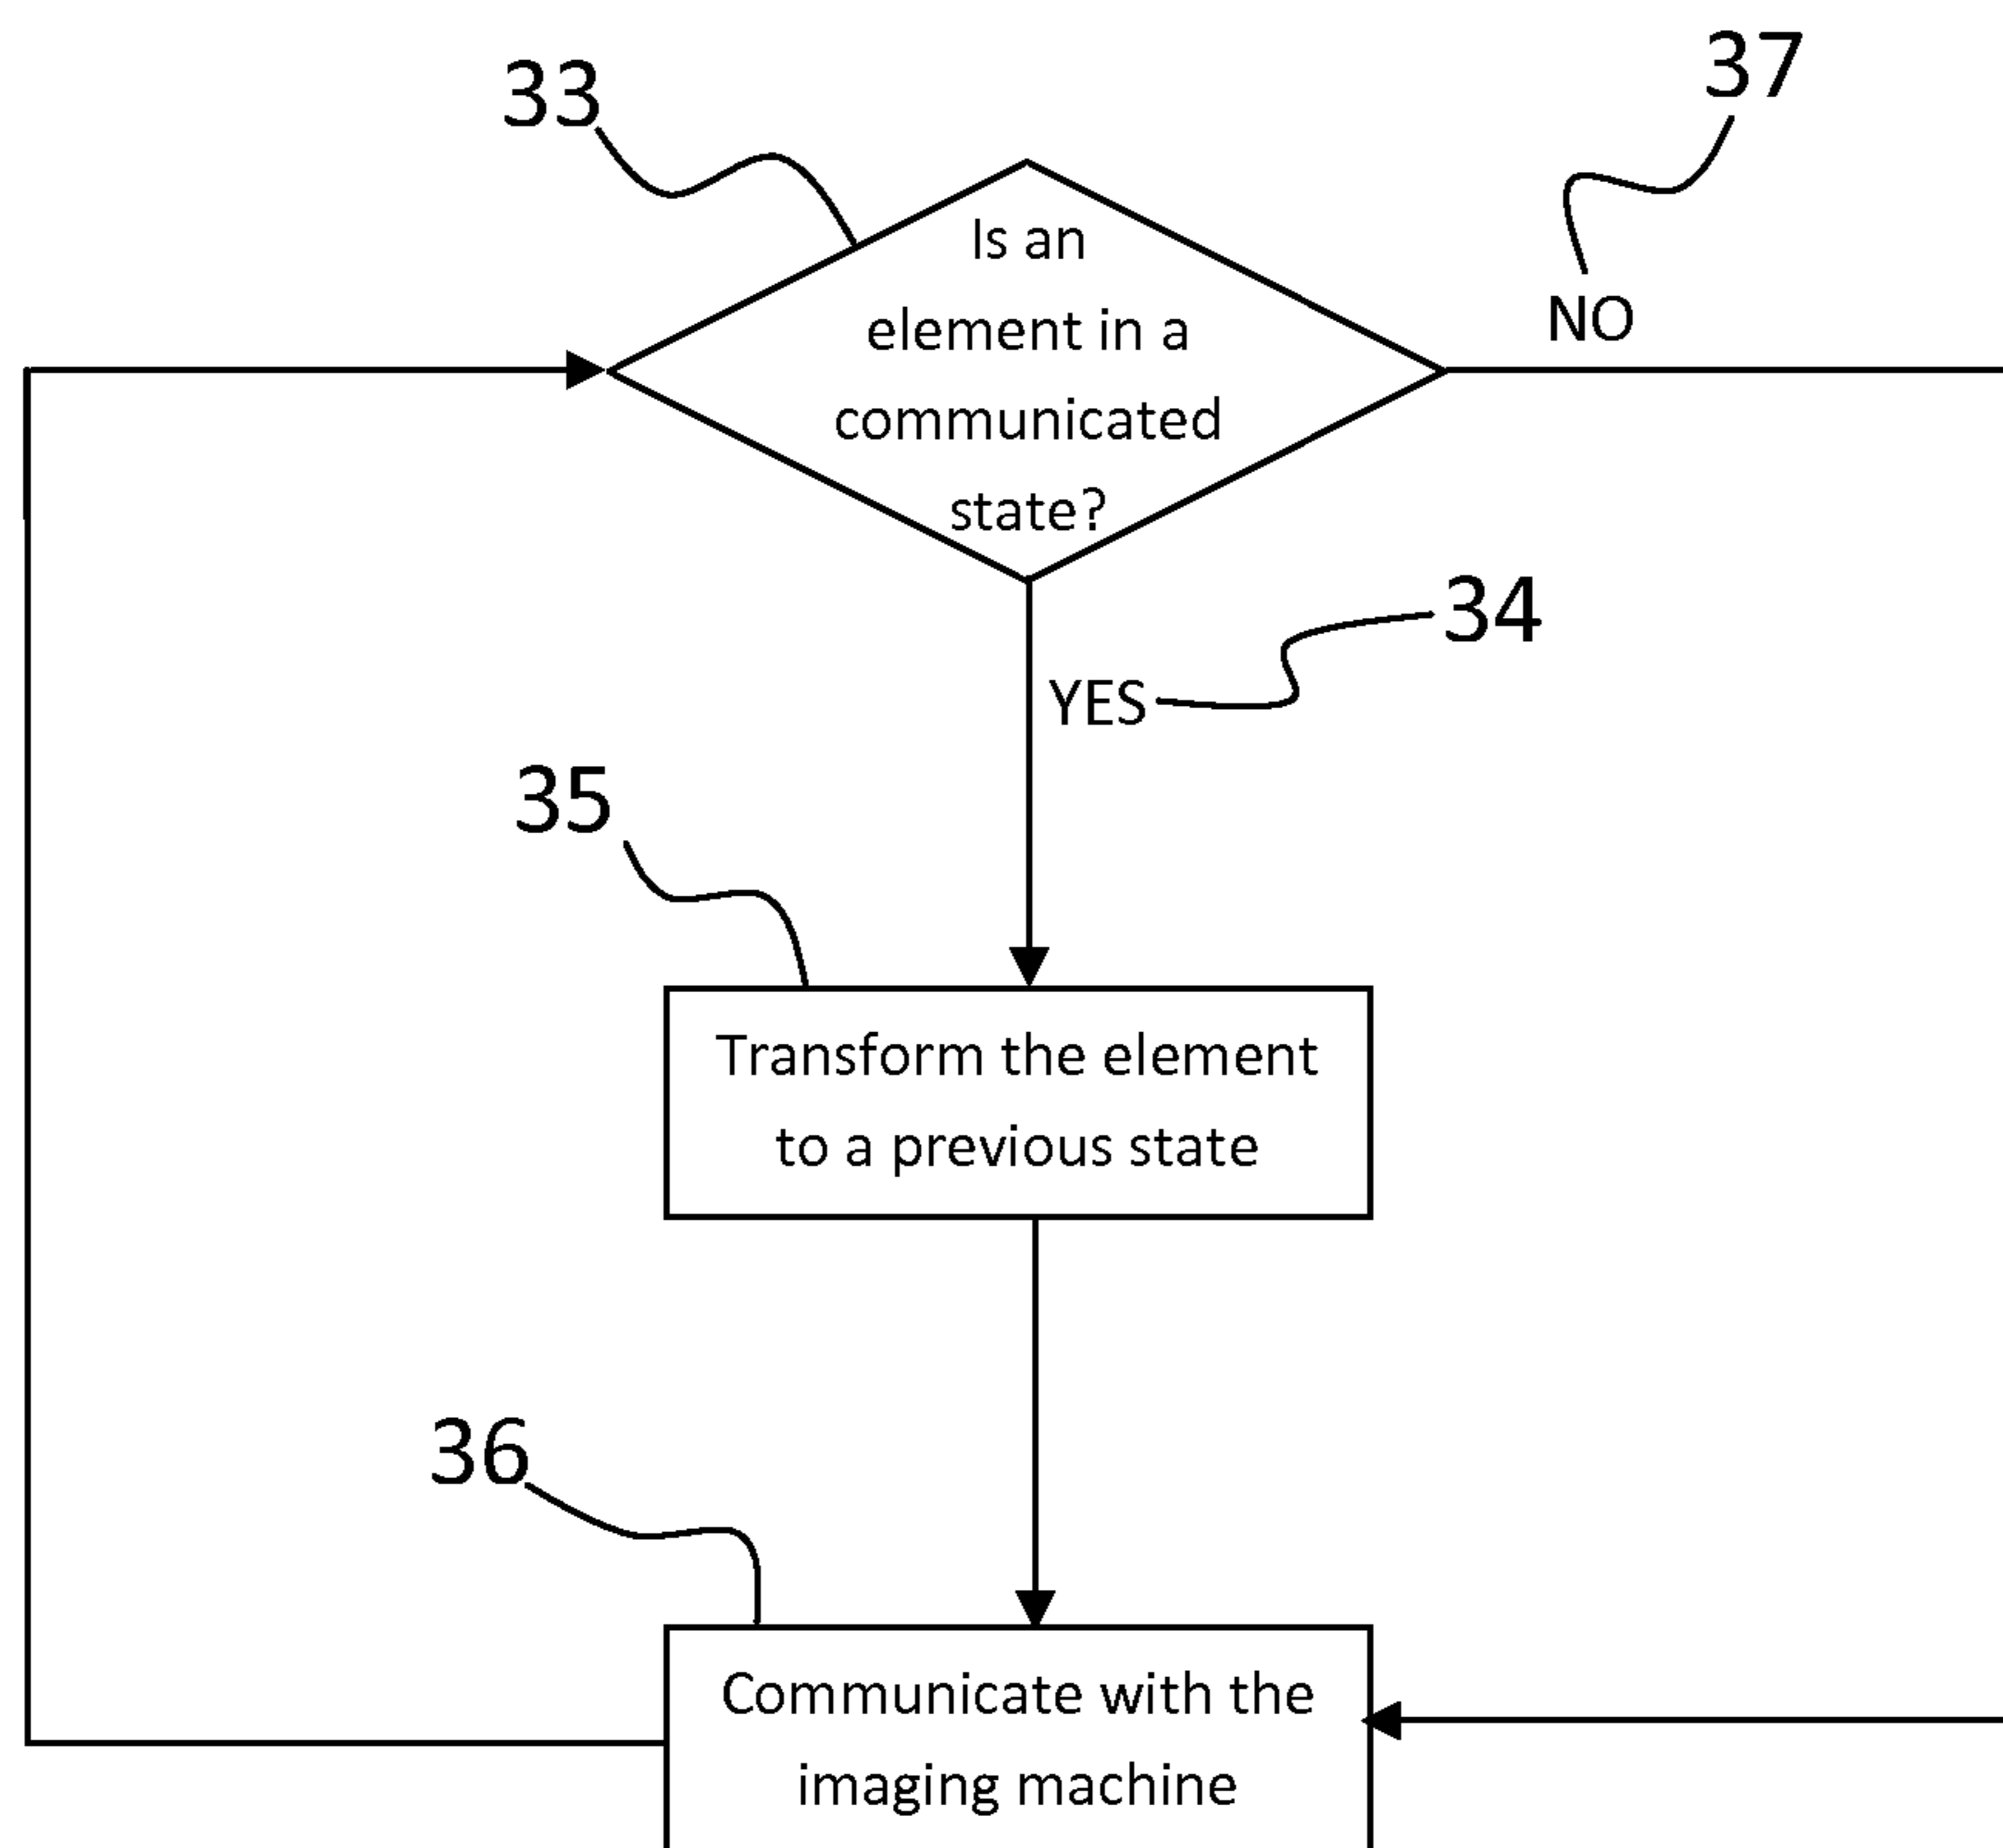 33
37
Is an
element in a
communicated
state?
NO
34
YES
35
Transform the element
to a previous state
36
Communicate with the
imaging machine